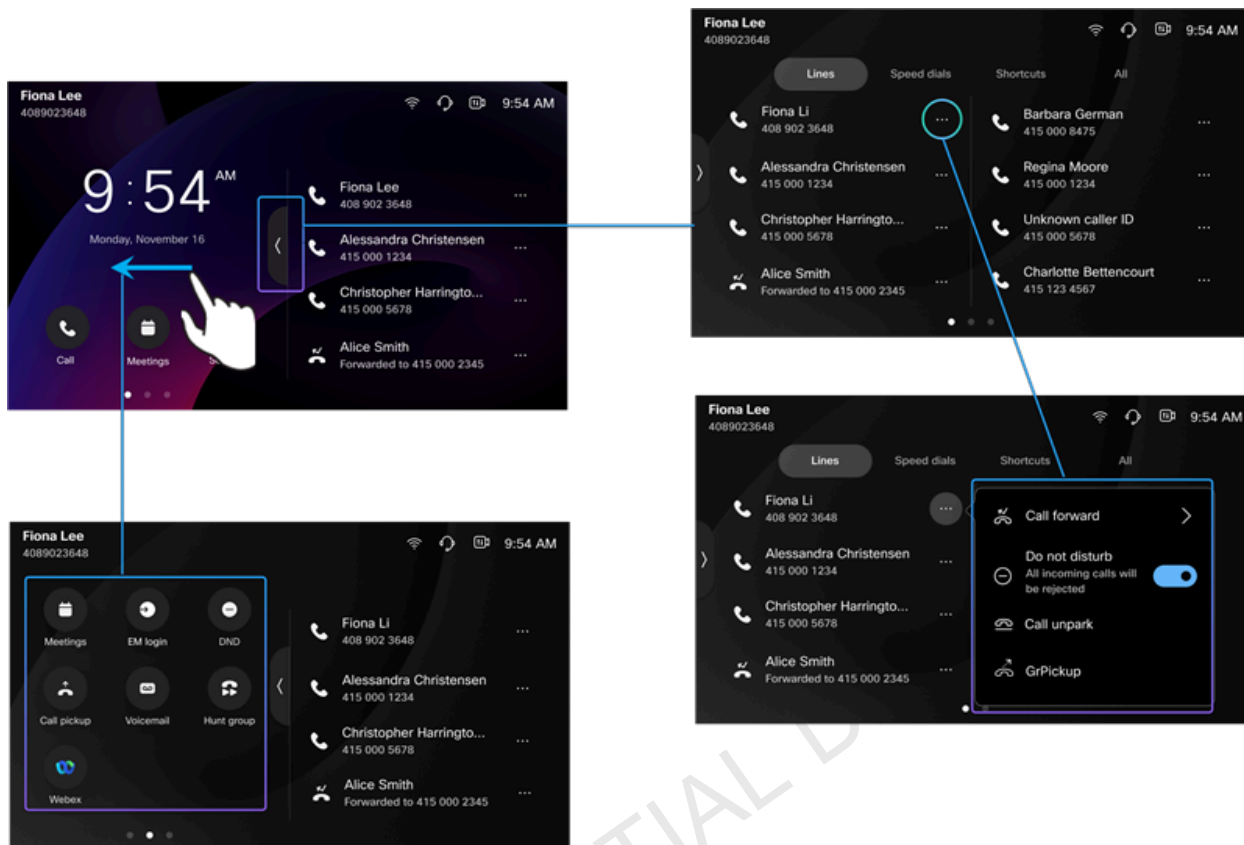 Fiona Lee
4089023648
9:54 AM
9:54 AM
Monday, November 16
Call
Meetings
Fiona Lee
408 902 3648
...
Alessandra Christensen
415 000 1234
...
Christopher Harringto...
415 000 5678
...
Alice Smith
Forwarded to 415 000 2345
...
Fiona Lee
4089023648
9:54 AM
Lines
Speed dials
Shortcuts
All
Fiona Li
408 902 3648
...
Alessandra Christensen
415 000 1234
...
Christopher Harringto...
415 000 5678
...
Alice Smith
Forwarded to 415 000 2345
...
Barbara German
415 000 8475
...
Regina Moore
415 000 1234
...
Unknown caller ID
415 000 5678
...
Charlotte Bettencourt
415 123 4567
...
Fiona Lee
4089023648
9:54 AM
Meetings
EM login
DND
Call pickup
Voicemail
Hunt group
Webex
Fiona Li
408 902 3648
...
Alessandra Christensen
415 000 1234
...
Christopher Harringto...
415 000 5678
...
Alice Smith
Forwarded to 415 000 2345
...
Fiona Lee
4089023648
9:54 AM
Lines
Speed dials
Shortcuts
All
Fiona Li
408 902 3648
...
Alessandra Christensen
415 000 1234
...
Christopher Harringto...
415 000 5678
...
Alice Smith
Forwarded to 415 000 2345
...
Call forward
Do not disturb
All incoming calls will
be rejected
Call unpark
GrPickup